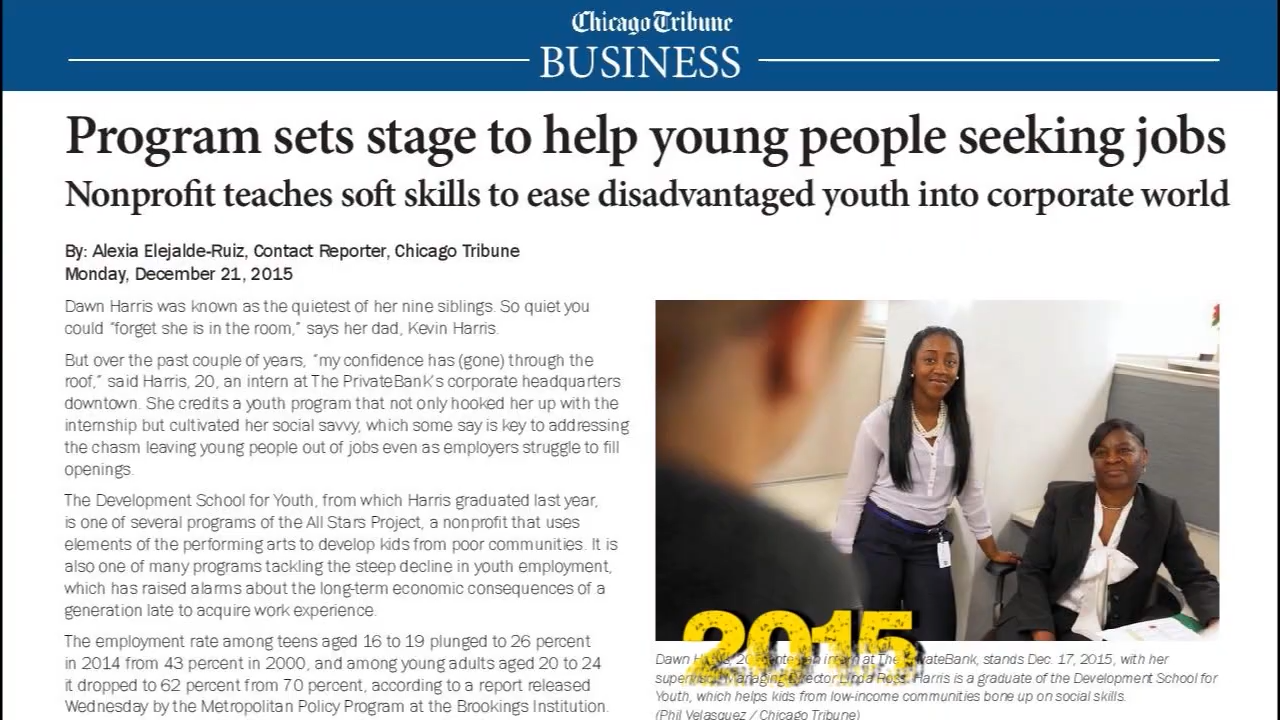 Chicago Tribune
BUSINESS
Program sets stage to help young people seeking jobs
Nonprofit teaches soft skills to ease disadvantaged youth into corporate world
By: Alexia Elejalde-Ruiz, Contact Reporter, Chicago Tribune
Monday, December 21, 2015
Dawn Harris was known as the quietest of her nine siblings. So quiet you
could "forget she is in the room," says her dad, Kevin Harris.
But over the past couple of years, "my confidence has (gone) through the
roof," said Harris, 20, an intern at The PrivateBank's corporate headquarters
downtown. She credits a youth program that not only hooked her up with the
internship but cultivated her social savvy, which some say is key to addressing
the chasm leaving young people out of jobs even as employers struggle to fill
openings.
The Development School for Youth, from which Harris graduated last year,
is one of several programs of the All Stars Project, a nonprofit that uses
elements of the performing arts to develop kids from poor communities. It is
also one of many programs tackling the steep decline in youth employment,
which has raised alarms about the long-term economic consequences of a
generation late to acquire work experience.
The employment rate among teens aged 16 to 19 plunged to 26 percent
in 2014 from 43 percent in 2000, and among young adults aged 20 to 24
it dropped to 62 percent from 70 percent, according to a report released
Wednesday by the Metropolitan Policy Program at the Brookings Institution.
2015
Dawn 20, intern at The PrivateBank, stands Dec. 17, 2015, with her
Managing Director Linda Ross. Harris is a graduate of the Development School for
Youth, which helps kids from low-income communities bone up on social skills.
(Phil Velasquez / Chicago Tribune)